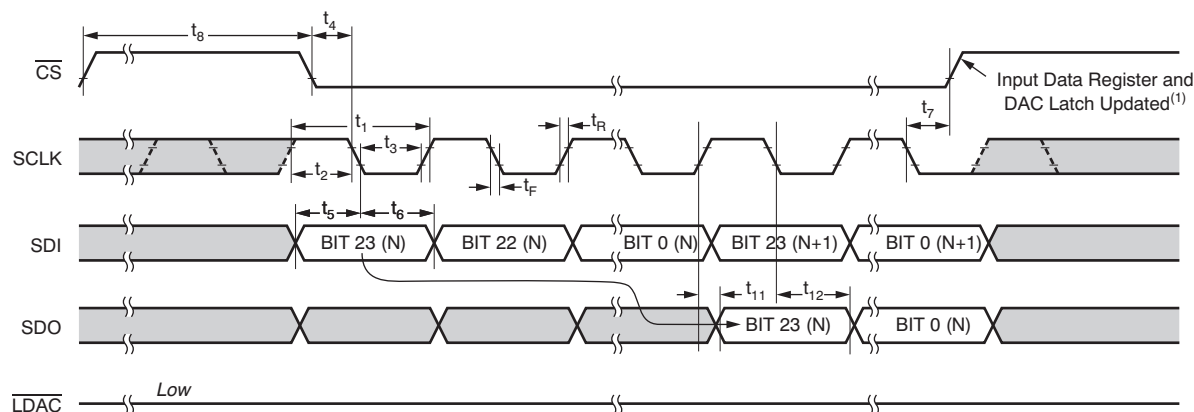 t8
t4
CS
Input Data Register and
DAC Latch Updated(1)
t7
t1
tR
SCLK
t3
t2
tF
t5
t6
SDI
BIT 23 (N)
BIT 22 (N)
BIT 0 (N)
BIT 23 (N+1)
BIT 0 (N+1)
t11
t12
SDO
BIT 23 (N)
BIT 0 (N)
Low
LDAC